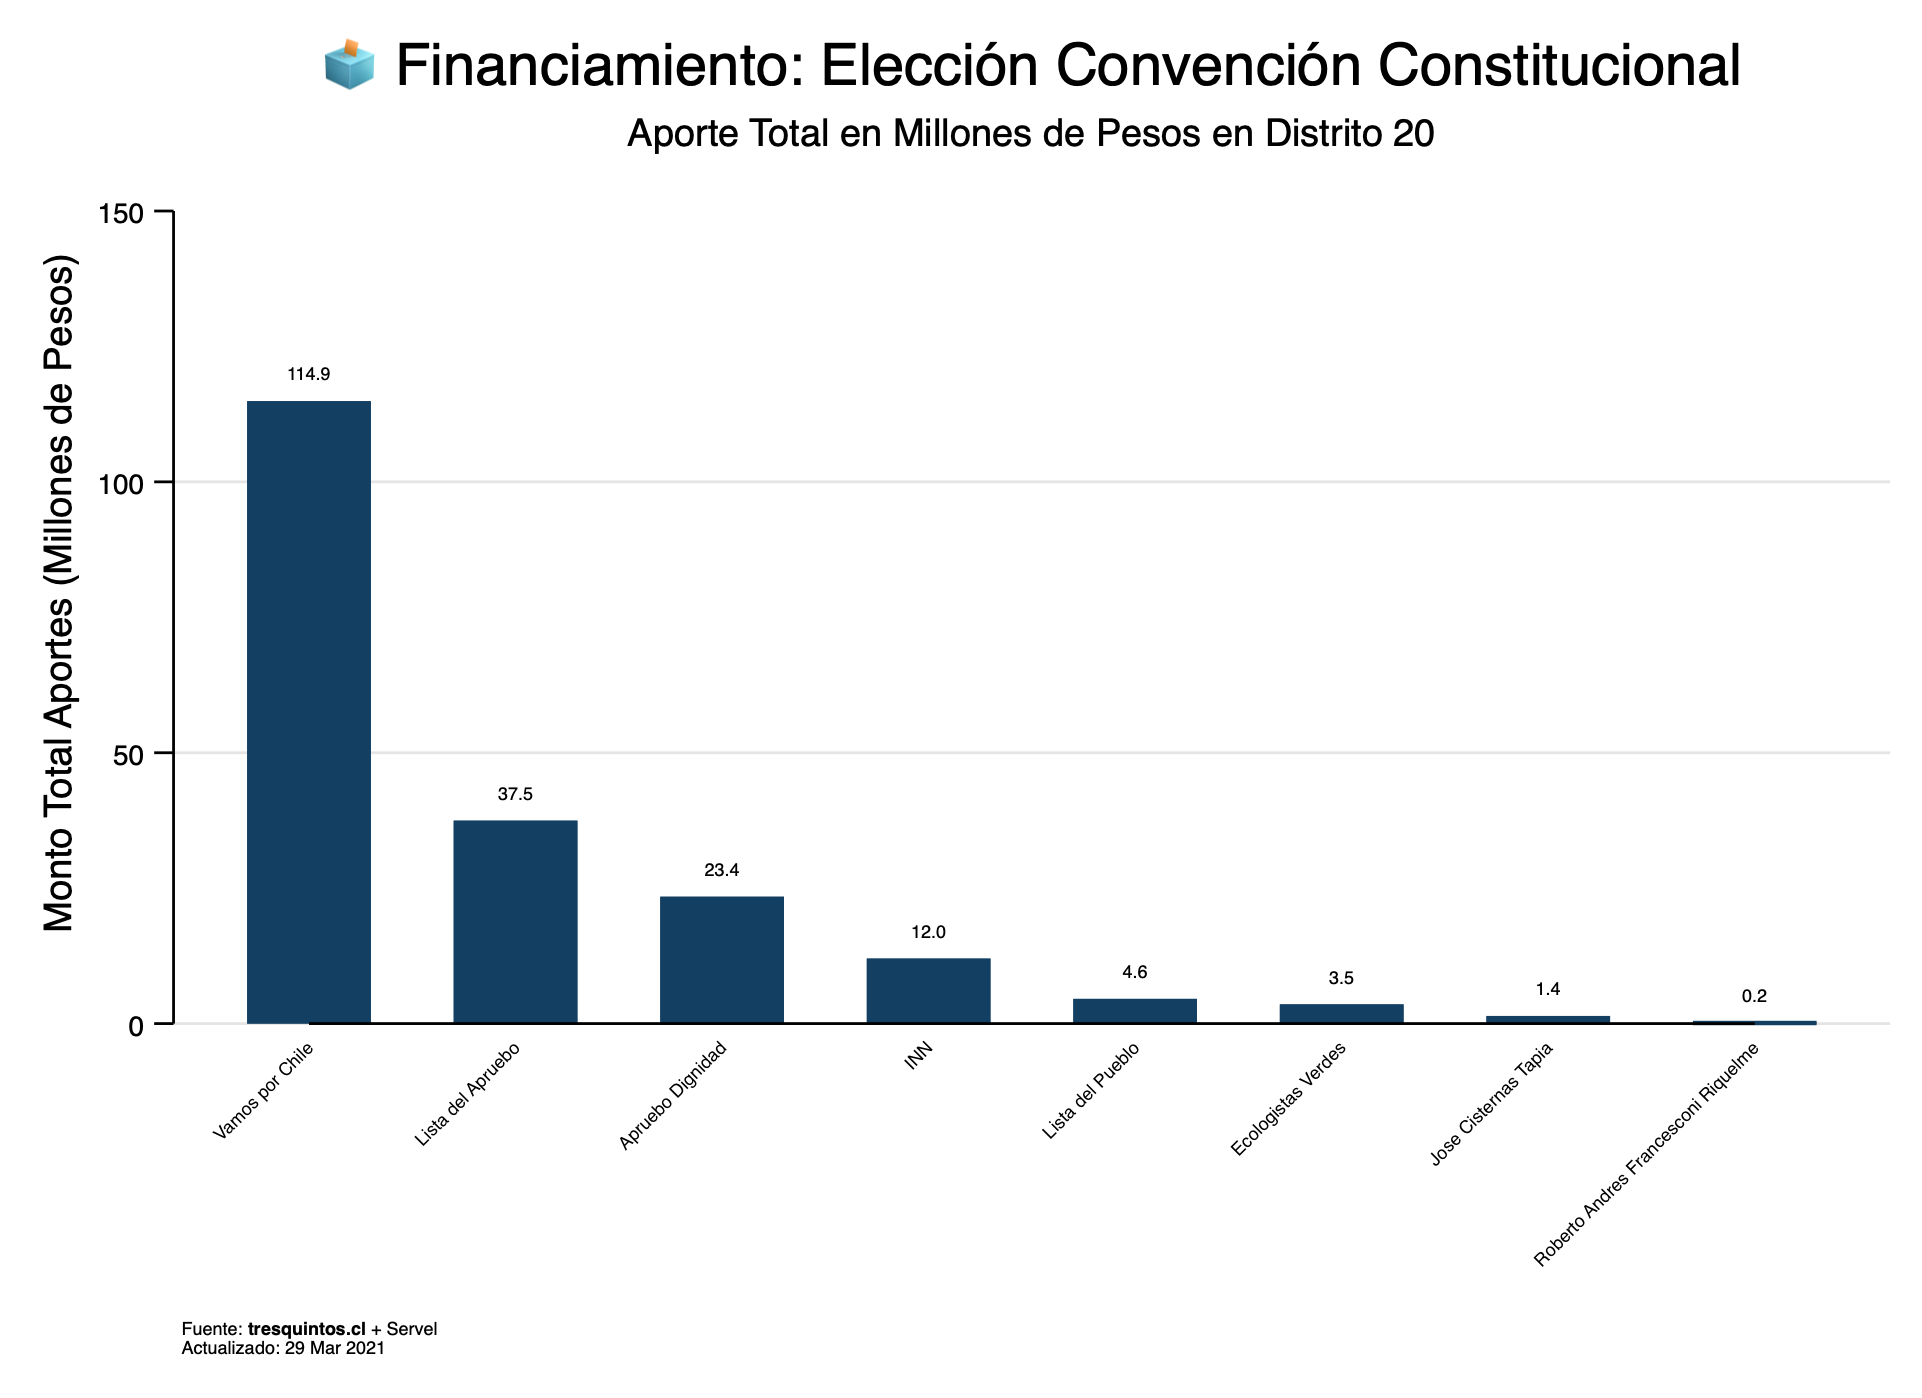 Financiamiento: Elección Convención Constitucional
Aporte Total en Millones de Pesos en Distrito 20
Monto Total Aportes (Millones de Pesos)
150
100
50
0
114.9
37.5
23.4
12.0
4.6
3.5
1.4
0.2
Vamos por Chile
Lista del Apruebo
Apruebo Dignidad
INN
Lista del Pueblo
Ecologistas Verdes
Jose Cisternas Tapia
Roberto Andres Francesconi Riquelme
Fuente: tresquintos.cl + Servel
Actualizado: 29 Mar 2021